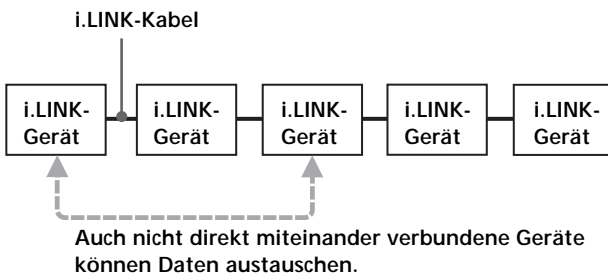 i.LINK-Kabel
i.LINK- i.LINK- i.LINK- i.LINK- i.LINK-
Gerät Gerät Gerät Gerät Gerät
Auch nicht direkt miteinander verbundene Geräte
können Daten austauschen.